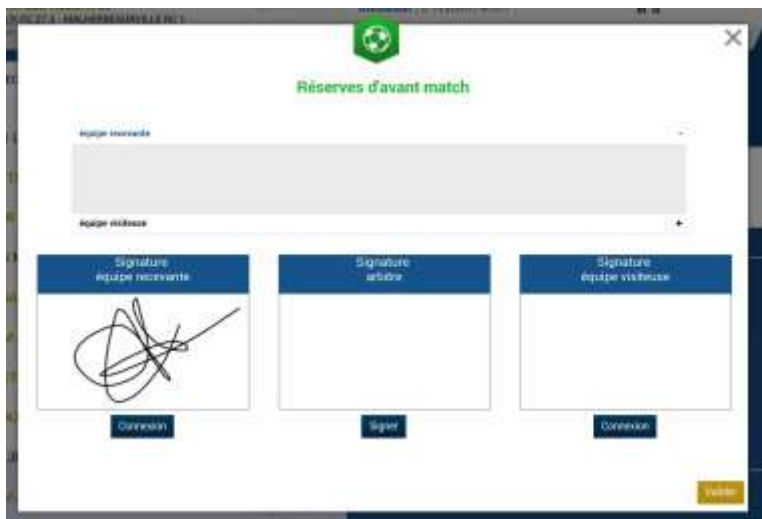 Réserves d'avant match
équipe recevante
-
équipe visiteuse
+
Signature
équipe recevante
Signature
arbitre
Signature
équipe visiteuse
Connexion
Signer
Connexion
Valider